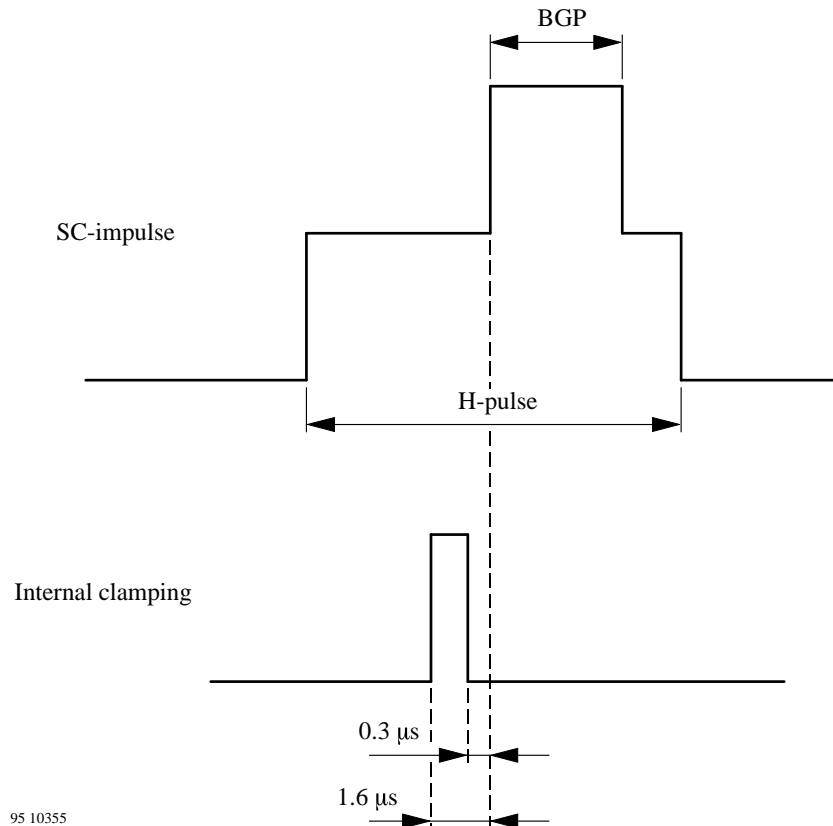 BGP
SC-impulse
H-pulse
Internal clamping
0.3 µs
1.6 µs
95 10355